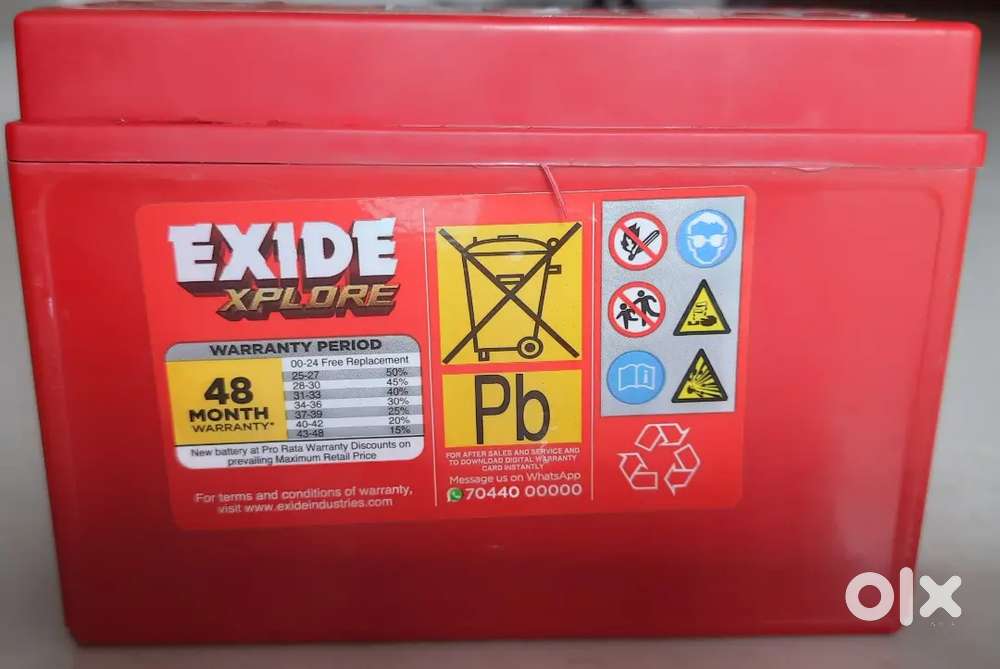 EXIDE
XPLORE
WARRANTY PERIOD
48
MONTH
WARRANTY*
00-24 Free Replacement
25-27 50%
28-30 45%
31-33 40%
34-36 30%
37-39 25%
40-42 20%
43-48 15%
New battery at Pro Rata Warranty Discounts on
prevailing Maximum Retail Price
For terms and conditions of warranty,
visit www.exideindustries.com
Pb
FOR AFTER SALES AND SERVICE AND
TO DOWNLOAD DIGITAL WARRANTY
CARD INSTANTLY
Message us on WhatsApp
70440 00000
olx